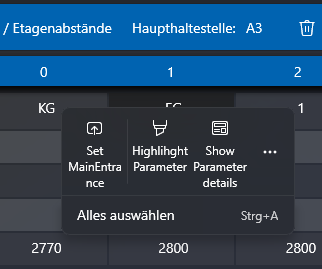 / Etagenabstände Haupthaltestelle: A3
0 1 2
KG EG 1
Set MainEntrance
Highlihght Parameter
Show Parameter details
...
Alles auswählen Strg+A
2770 2800 2800